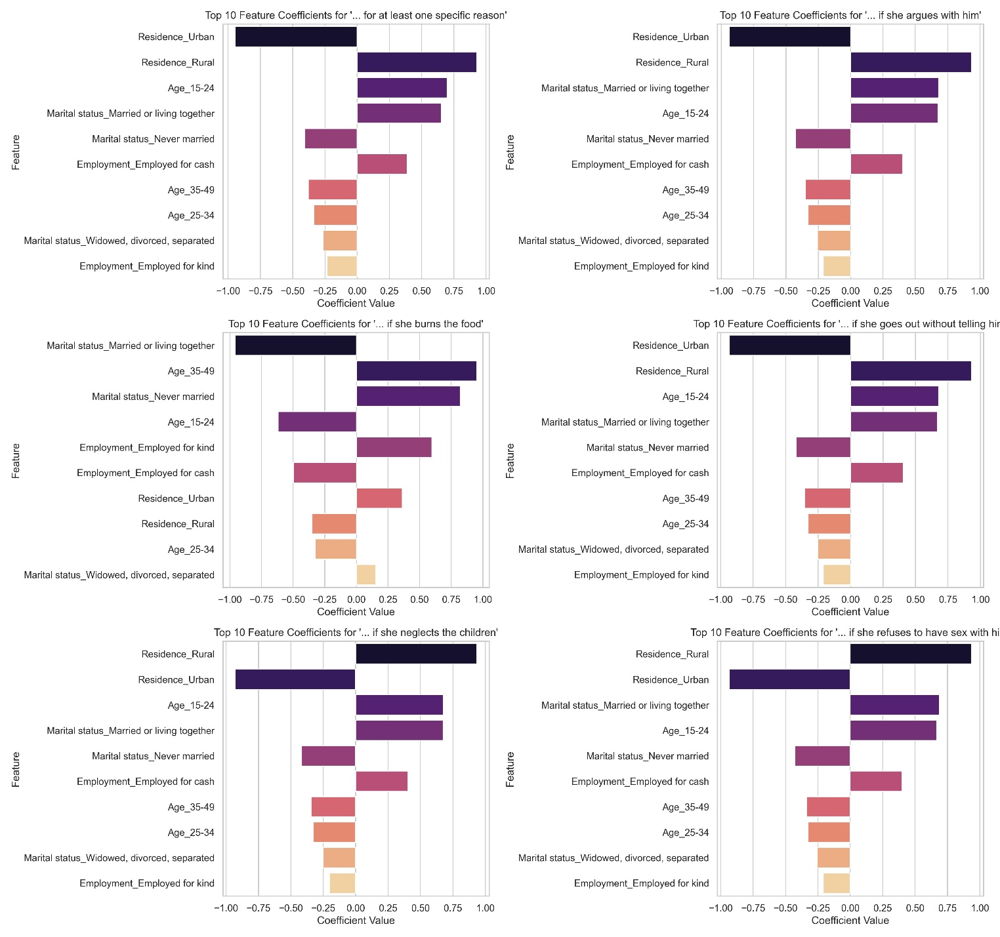 Top 10 Feature Coefficients for '... for at least one specific reason'
Residence_Urban
Residence_Rural
Age_15-24
Marital status_Married or living together
Marital status_Never married
Employment_Employed for cash
Age_35-49
Age_25-34
Marital status_Widowed, divorced, separated
Employment_Employed for kind
Feature
−1.00 −0.75 −0.50 −0.25 0.00 0.25 0.50 0.75 1.00
Coefficient Value
Top 10 Feature Coefficients for '... if she argues with him'
Residence_Urban
Residence_Rural
Marital status_Married or living together
Age_15-24
Marital status_Never married
Employment_Employed for cash
Age_35-49
Age_25-34
Marital status_Widowed, divorced, separated
Employment_Employed for kind
Feature
−1.00 −0.75 −0.50 −0.25 0.00 0.25 0.50 0.75 1.00
Coefficient Value
Top 10 Feature Coefficients for '... if she burns the food'
Marital status_Married or living together
Age_35-49
Marital status_Never married
Age_15-24
Employment_Employed for kind
Employment_Employed for cash
Residence_Urban
Residence_Rural
Age_25-34
Marital status_Widowed, divorced, separated
Feature
−1.00 −0.75 −0.50 −0.25 0.00 0.25 0.50 0.75 1.00
Coefficient Value
Top 10 Feature Coefficients for '... if she goes out without telling hir
Residence_Urban
Residence_Rural
Age_15-24
Marital status_Married or living together
Marital status_Never married
Employment_Employed for cash
Age_35-49
Age_25-34
Marital status_Widowed, divorced, separated
Employment_Employed for kind
Feature
−1.00 −0.75 −0.50 −0.25 0.00 0.25 0.50 0.75 1.00
Coefficient Value
Top 10 Feature Coefficients for '... if she neglects the children'
Residence_Rural
Residence_Urban
Age_15-24
Marital status_Married or living together
Marital status_Never married
Employment_Employed for cash
Age_35-49
Age_25-34
Marital status_Widowed, divorced, separated
Employment_Employed for kind
Feature
−1.00 −0.75 −0.50 −0.25 0.00 0.25 0.50 0.75 1.00
Coefficient Value
Top 10 Feature Coefficients for '... if she refuses to have sex with hi
Residence_Rural
Residence_Urban
Marital status_Married or living together
Age_15-24
Marital status_Never married
Employment_Employed for cash
Age_35-49
Age_25-34
Marital status_Widowed, divorced, separated
Employment_Employed for kind
Feature
−1.00 −0.75 −0.50 −0.25 0.00 0.25 0.50 0.75 1.00
Coefficient Value